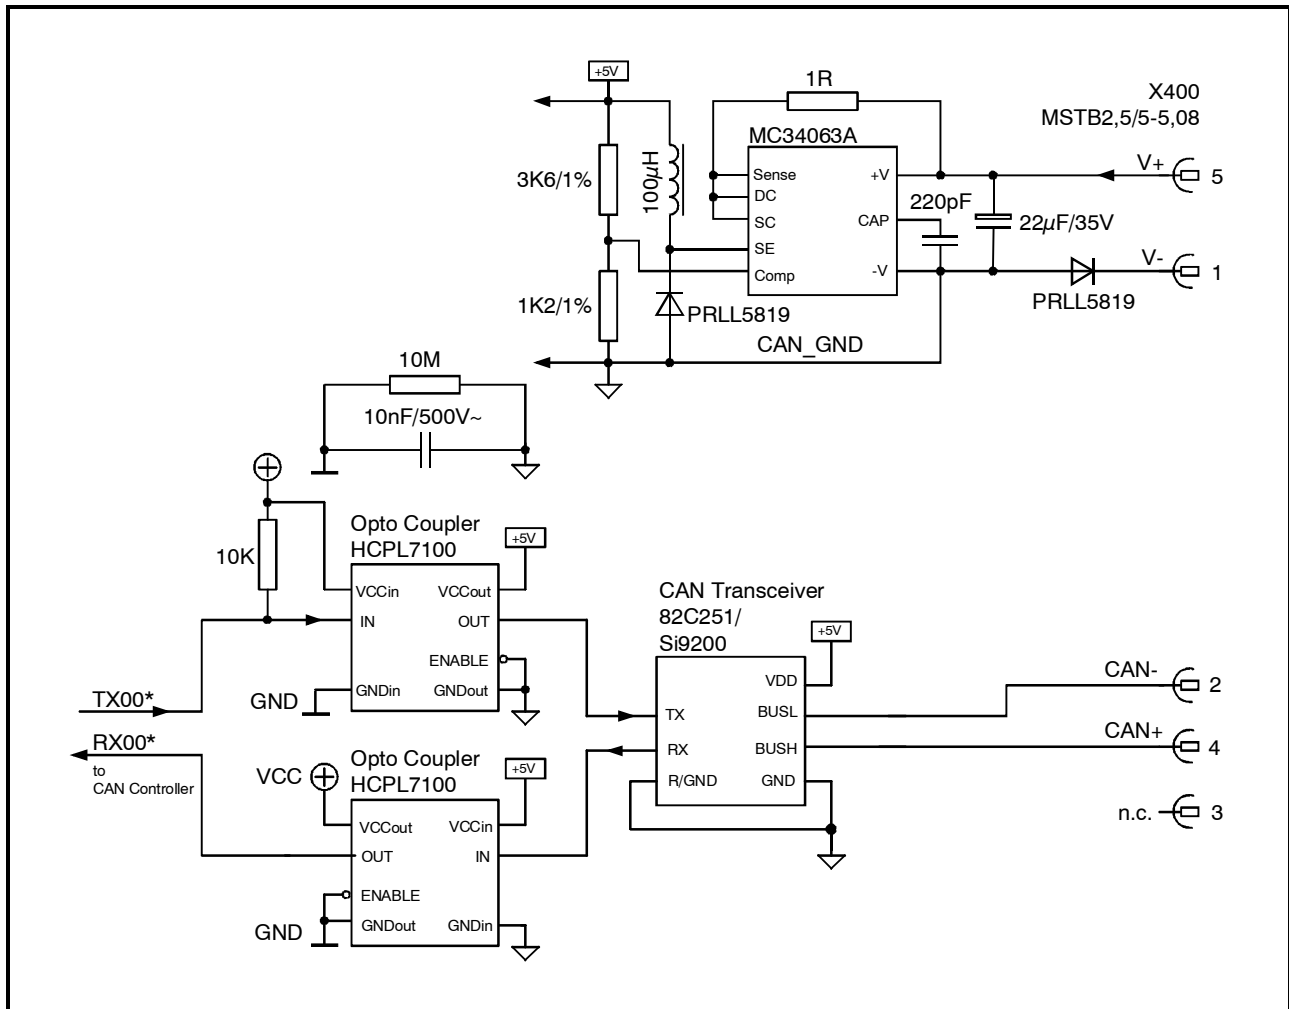 +5V
1R
X400
MSTB2,5/5-5,08
MC34063A
3K6/1%
100µH
Sense
DC
SC
SE
Comp
+V
CAP
-V
220pF
22µF/35V
V+
5
V-
1
PRLL5819
1K2/1%
PRLL5819
CAN_GND
10M
10nF/500V~
10K
Opto Coupler
HCPL7100
+5V
VCCin
VCCout
IN
OUT
ENABLE
GNDin
GNDout
GND
TX00*
RX00*
to
CAN Controller
CAN Transceiver
82C251/
Si9200
+5V
VDD
TX
BUSL
RX
BUSH
R/GND
GND
CAN-
2
CAN+
4
n.c.
3
Opto Coupler
HCPL7100
VCC
+5V
VCCout
VCCin
OUT
IN
ENABLE
GNDout
GNDin
GND